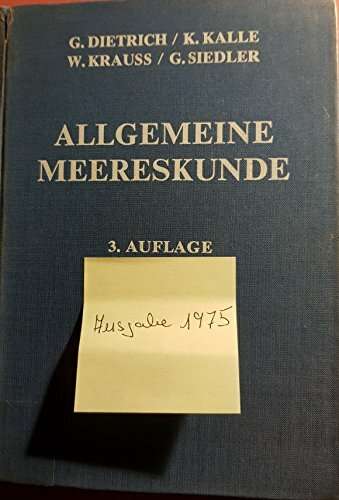 G. DIETRICH / K. KALLE
W. KRAUSS / G. SIEDLER
ALLGEMEINE
MEERESKUNDE
3. AUFLAGE
Ausgabe 1975